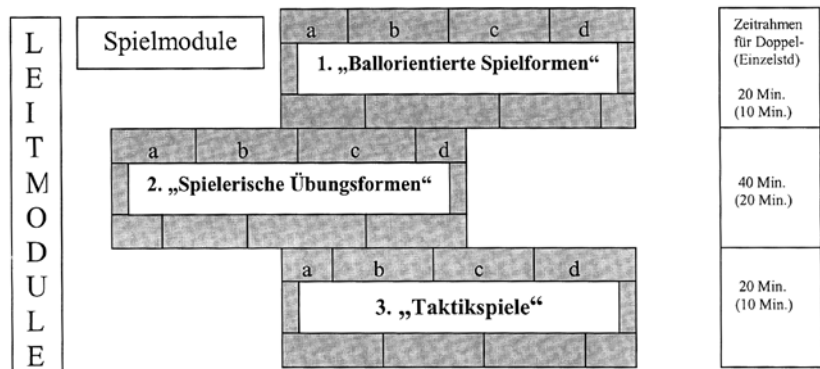 LEITMODULE
Spielmodule
a b c d
1. „Ballorientierte Spielformen“
a b c d
2. „Spielerische Übungsformen“
a b c d
3. „Taktikspiele“
Zeitrahmen
für Doppel-
(Einzelstd)
20 Min.
(10 Min.)
40 Min.
(20 Min.)
20 Min.
(10 Min.)